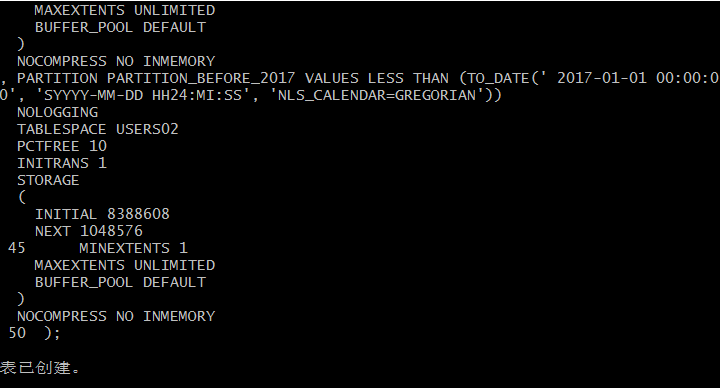 MAXEXTENTS UNLIMITED
BUFFER_POOL DEFAULT
)
NOCOMPRESS NO INMEMORY
, PARTITION PARTITION_BEFORE_2017 VALUES LESS THAN (TO_DATE(' 2017-01-01 00:00:0
0', 'SYYYY-MM-DD HH24:MI:SS', 'NLS_CALENDAR=GREGORIAN'))
NOLOGGING
TABLESPACE USERS02
PCTFREE 10
INITRANS 1
STORAGE
(
INITIAL 8388608
NEXT 1048576
45 MINEXTENTS 1
MAXEXTENTS UNLIMITED
BUFFER_POOL DEFAULT
)
NOCOMPRESS NO INMEMORY
50 );
表已创建。